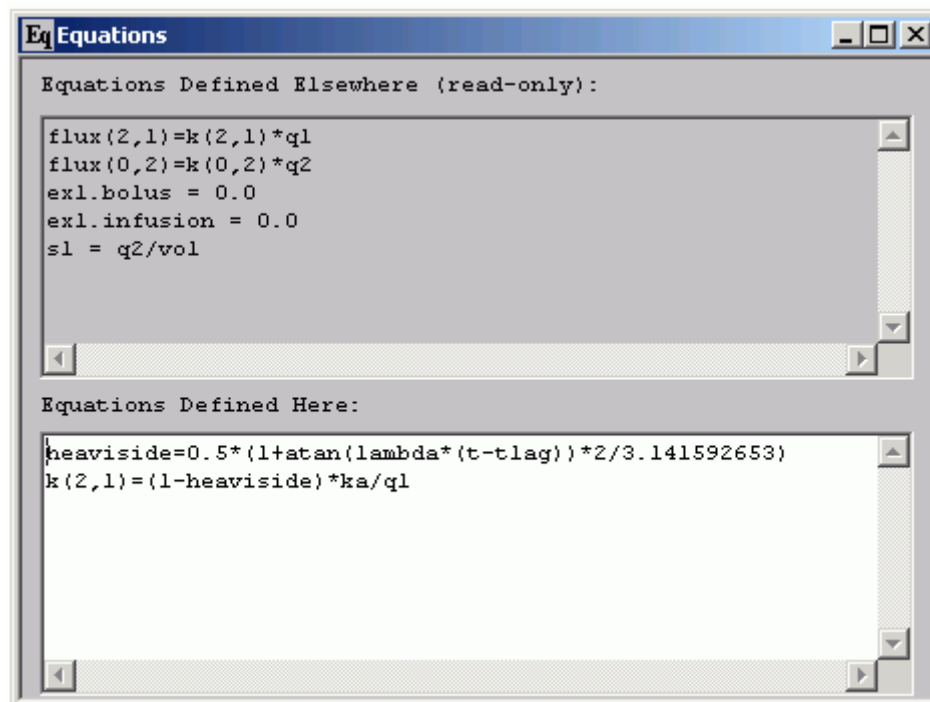 Eq Equations
Equations Defined Elsewhere (read-only):
flux(2,1)=k(2,1)*q1
flux(0,2)=k(0,2)*q2
ex1.bolus = 0.0
ex1.infusion = 0.0
s1 = q2/vol
Equations Defined Here:
heaviside=0.5*(1+atan(lambda*(t-tlag))*2/3.141592653)
k(2,1)=(1-heaviside)*ka/q1